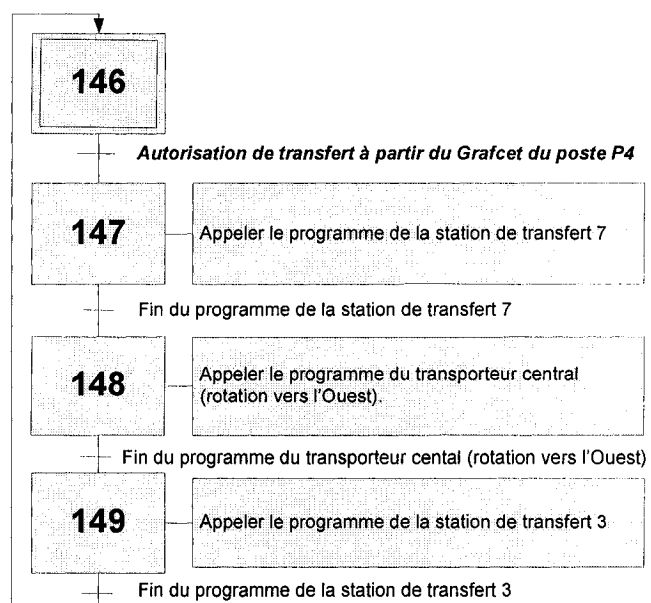 146
Autorisation de transfert à partir du Grafcet du poste P4
147
Appeler le programme de la station de transfert 7
Fin du programme de la station de transfert 7
148
Appeler le programme du transporteur central
(rotation vers l'Ouest).
Fin du programme du transporteur cental (rotation vers l'Ouest)
149
Appeler le programme de la station de transfert 3
Fin du programme de la station de transfert 3